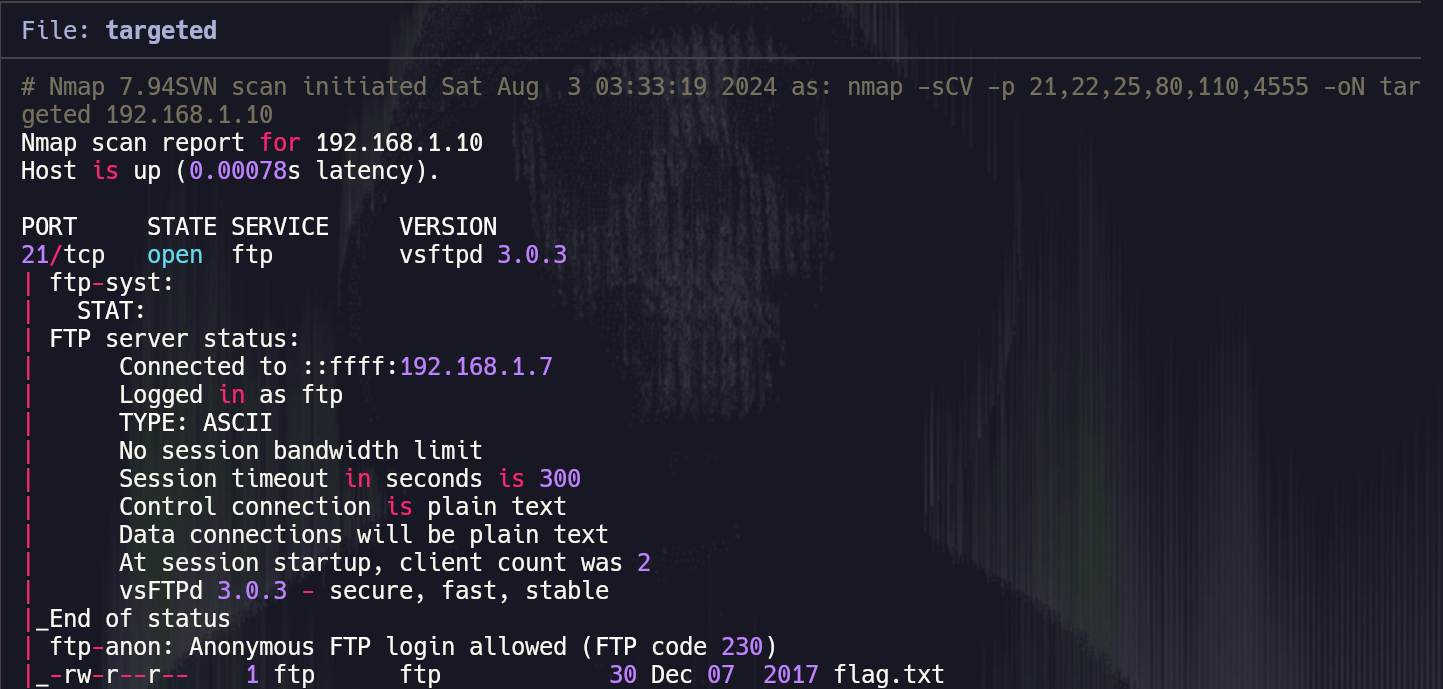 File: targeted
# Nmap 7.94SVN scan initiated Sat Aug  3 03:33:19 2024 as: nmap -sCV -p 21,22,25,80,110,4555 -oN tar
geted 192.168.1.10
Nmap scan report for 192.168.1.10
Host is up (0.00078s latency).
PORT     STATE SERVICE     VERSION
21/tcp   open  ftp         vsftpd 3.0.3
| ftp-syst:
|   STAT:
| FTP server status:
|      Connected to ::ffff:192.168.1.7
|      Logged in as ftp
|      TYPE: ASCII
|      No session bandwidth limit
|      Session timeout in seconds is 300
|      Control connection is plain text
|      Data connections will be plain text
|      At session startup, client count was 2
|      vsFTPd 3.0.3 - secure, fast, stable
|_End of status
| ftp-anon: Anonymous FTP login allowed (FTP code 230)
|_-rw-r--r--    1 ftp      ftp            30 Dec 07  2017 flag.txt